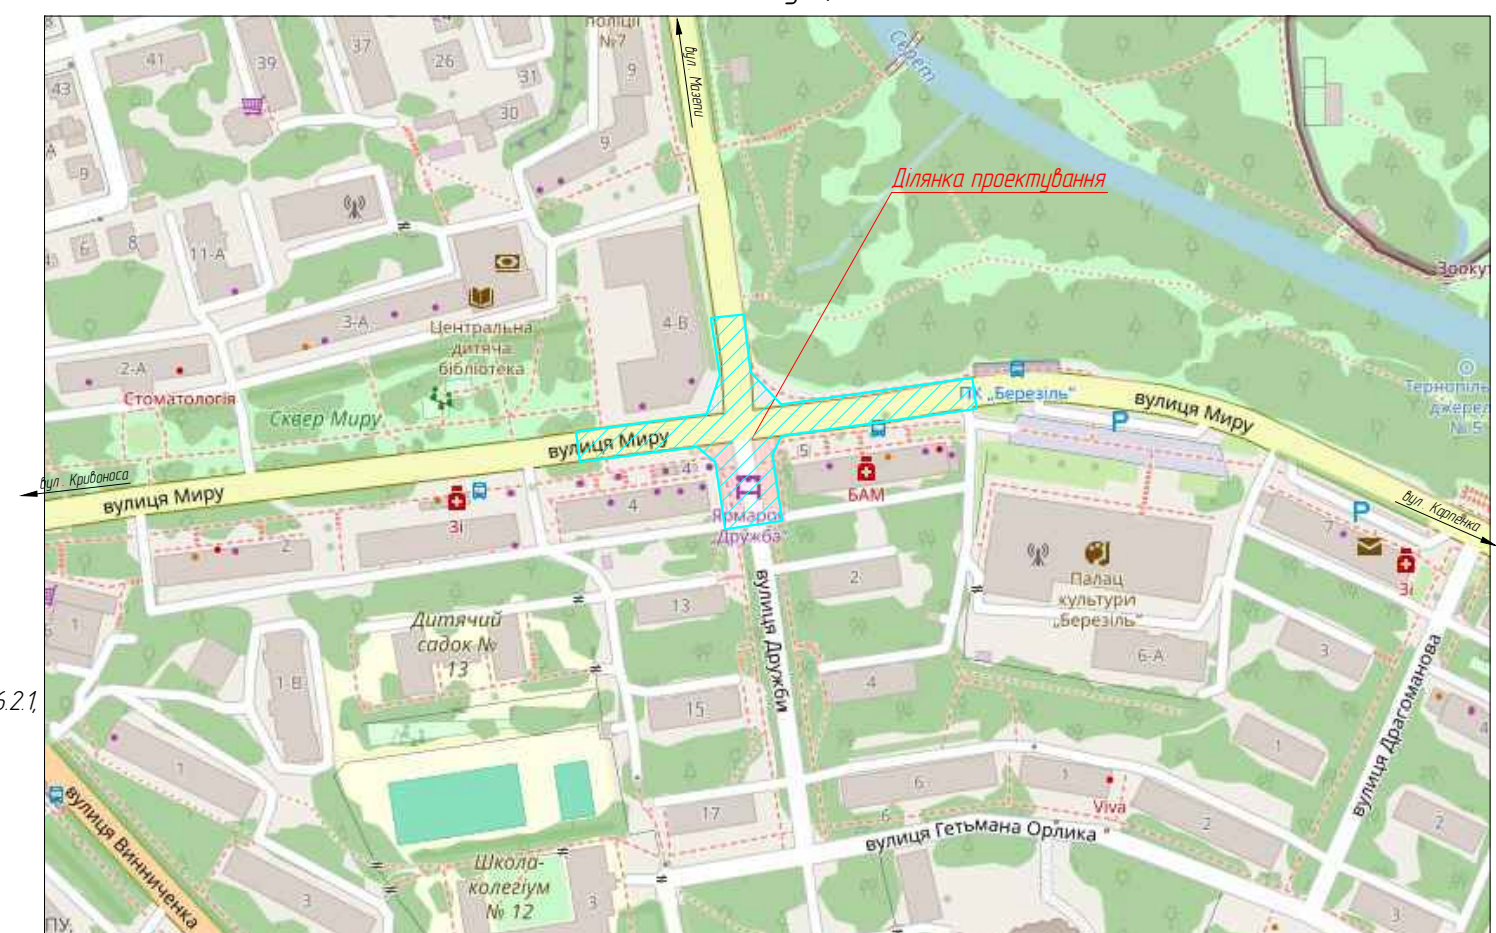 поліції
№7
вул. Мазепи
Серет
41
39
37
26
31
9
43
30
9
9
6
8
11-А
Ділянка проектування
Зооку
3-А
4-В
Центральна
дитяча
бібліотека
2-А
Стоматологія
Сквер Миру
ПК „Березіль“
P
вулиця Миру
Тернопіль
джерел
№ 5
вулиця Миру
вул. Кривоноса
вулиця Миру
4
5
БАМ
4
Зі
2
Ярмарок
„Дружба“
вул. Карпенка
P
7
Зі
Палац
культури
„Березіль“
2
13
Дитячий
садок №
13
1
1-В
вулиця Дружби
6-А
3
4
15
6.2.1,
вулиця Драгоманова
4
1
1
6
1
Viva
17
6
2
2
вулиця Гетьмана Орлика
вулиця Винниченка
Школа-
колегіум
№ 12
3
3
3
ПУ,